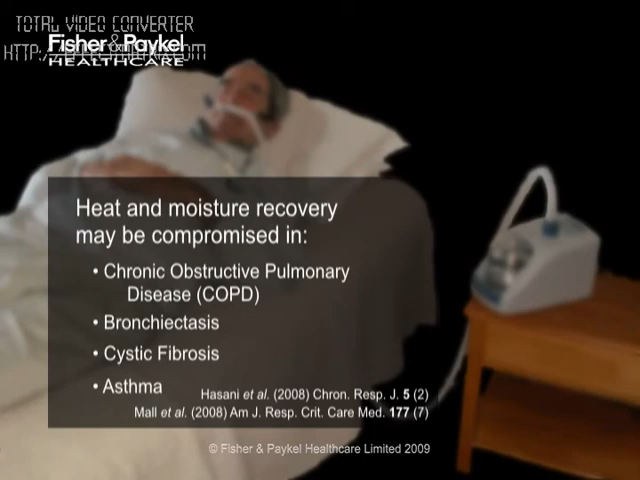 TOTAL VIDEO CONVERTER
Fisher & Paykel
HEALTHCARE
Heat and moisture recovery
may be compromised in:
• Chronic Obstructive Pulmonary
Disease (COPD)
• Bronchiectasis
• Cystic Fibrosis
• Asthma
Hasani et al. (2008) Chron. Resp. J. 5 (2)
Mall et al. (2008) Am J. Resp. Crit. Care Med. 177 (7)
© Fisher & Paykel Healthcare Limited 2009